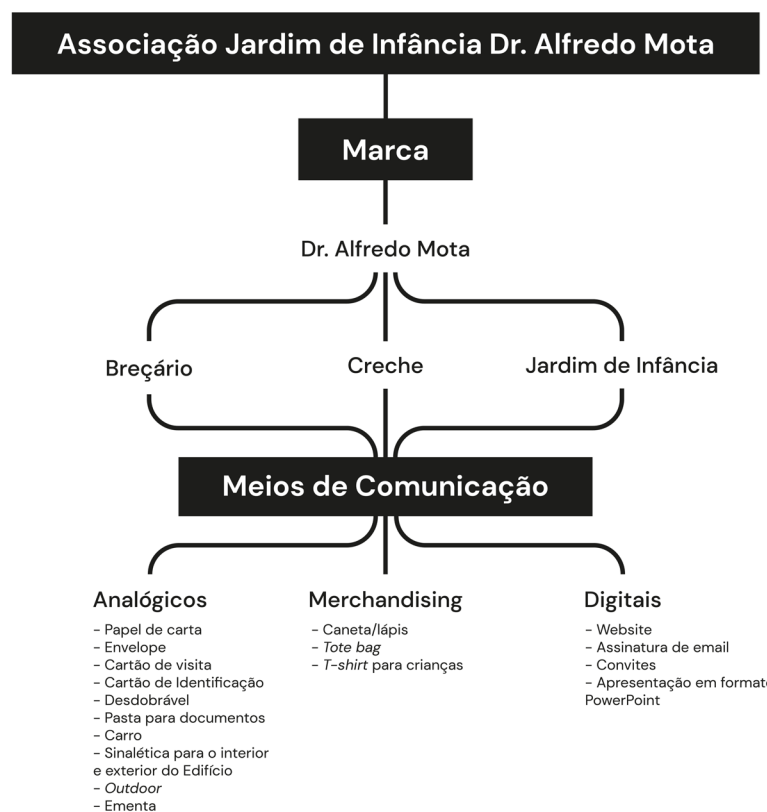 Associação Jardim de Infância Dr. Alfredo Mota
Marca
Dr. Alfredo Mota
Breçário
Creche
Jardim de Infância
Meios de Comunicação
Analógicos
- Papel de carta
- Envelope
- Cartão de visita
- Cartão de Identificação
- Desdobrável
- Pasta para documentos
- Carro
- Sinalética para o interior
e exterior do Edifício
- Outdoor
- Ementa
Merchandising
- Caneta/lápis
- Tote bag
- T-shirt para crianças
Digitais
- Website
- Assinatura de email
- Convites
- Apresentação em format
PowerPoint